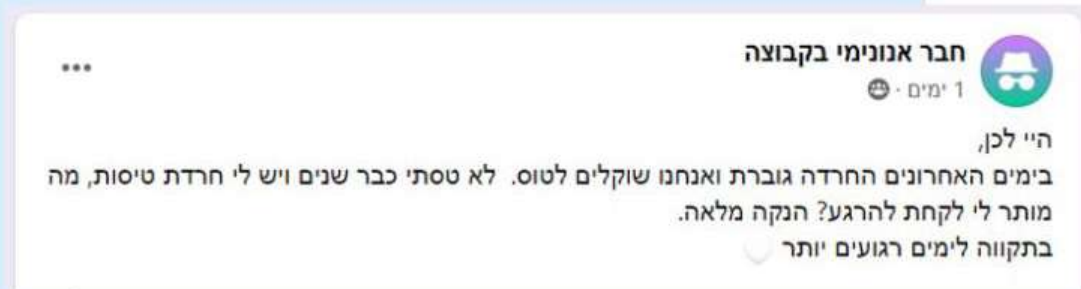 חבר אנונימי בקבוצה
1 ימים ·
היי לכן,
בימים האחרונים החרדה גוברת ואנחנו שוקלים לטוס. לא טסתי כבר שנים ויש לי חרדת טיסות, מה
מותר לי לקחת להרגע? הנקה מלאה.
בתקווה לימים רגועים יותר 🤍